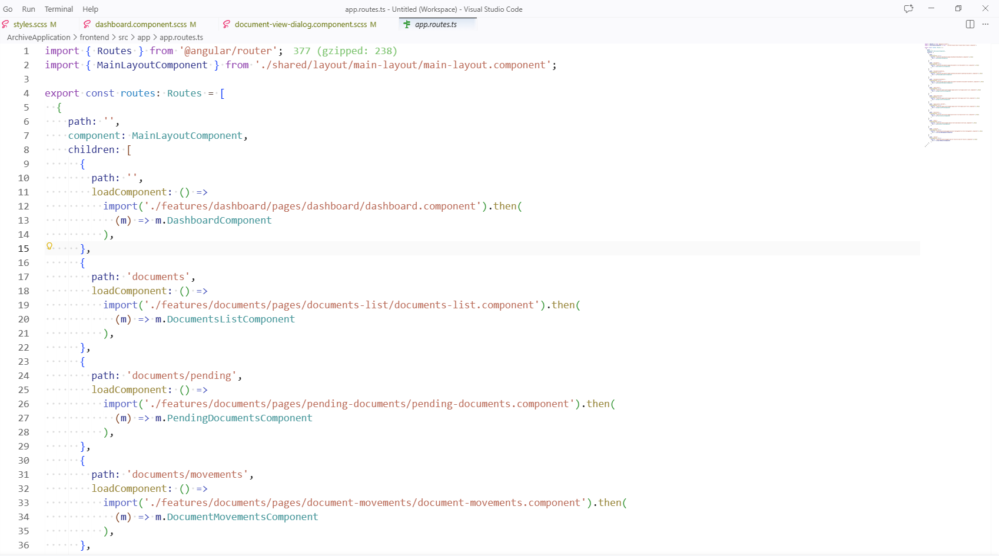 Go Run Terminal Help app.routes.ts - Untitled (Workspace) - Visual Studio Code
styles.scss M dashboard.component.scss M document-view-dialog.component.scss M app.routes.ts
ArchiveApplication > frontend > src > app > app.routes.ts
1 import { Routes } from '@angular/router'; 377 (gzipped: 238)
2 import { MainLayoutComponent } from './shared/layout/main-layout/main-layout.component';
3
4 export const routes: Routes = [
5   {
6     path: '',
7     component: MainLayoutComponent,
8     children: [
9       {
10         path: '',
11         loadComponent: () =>
12           import('./features/dashboard/pages/dashboard/dashboard.component').then(
13             (m) => m.DashboardComponent
14           ),
15       },
16       {
17         path: 'documents',
18         loadComponent: () =>
19           import('./features/documents/pages/documents-list/documents-list.component').then(
20             (m) => m.DocumentsListComponent
21           ),
22       },
23       {
24         path: 'documents/pending',
25         loadComponent: () =>
26           import('./features/documents/pages/pending-documents/pending-documents.component').then(
27             (m) => m.PendingDocumentsComponent
28           ),
29       },
30       {
31         path: 'documents/movements',
32         loadComponent: () =>
33           import('./features/documents/pages/document-movements/document-movements.component').then(
34             (m) => m.DocumentMovementsComponent
35           ),
36       },